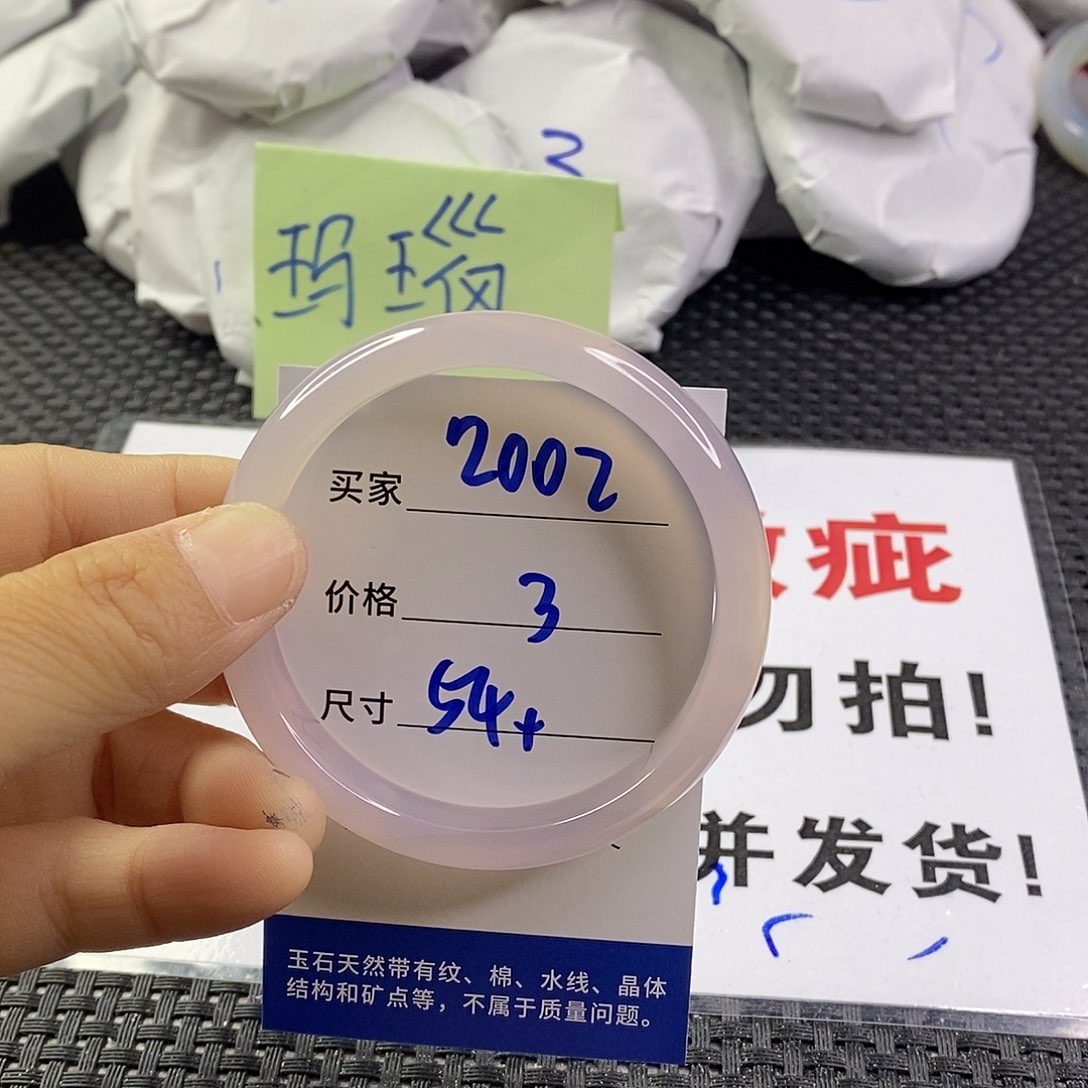 3
玛瑙
买家 2002
价格 3
尺寸 54+
玉石天然带有纹、棉、水线、晶体
结构和矿点等，不属于质量问题。
疵
勿拍!
并发货!